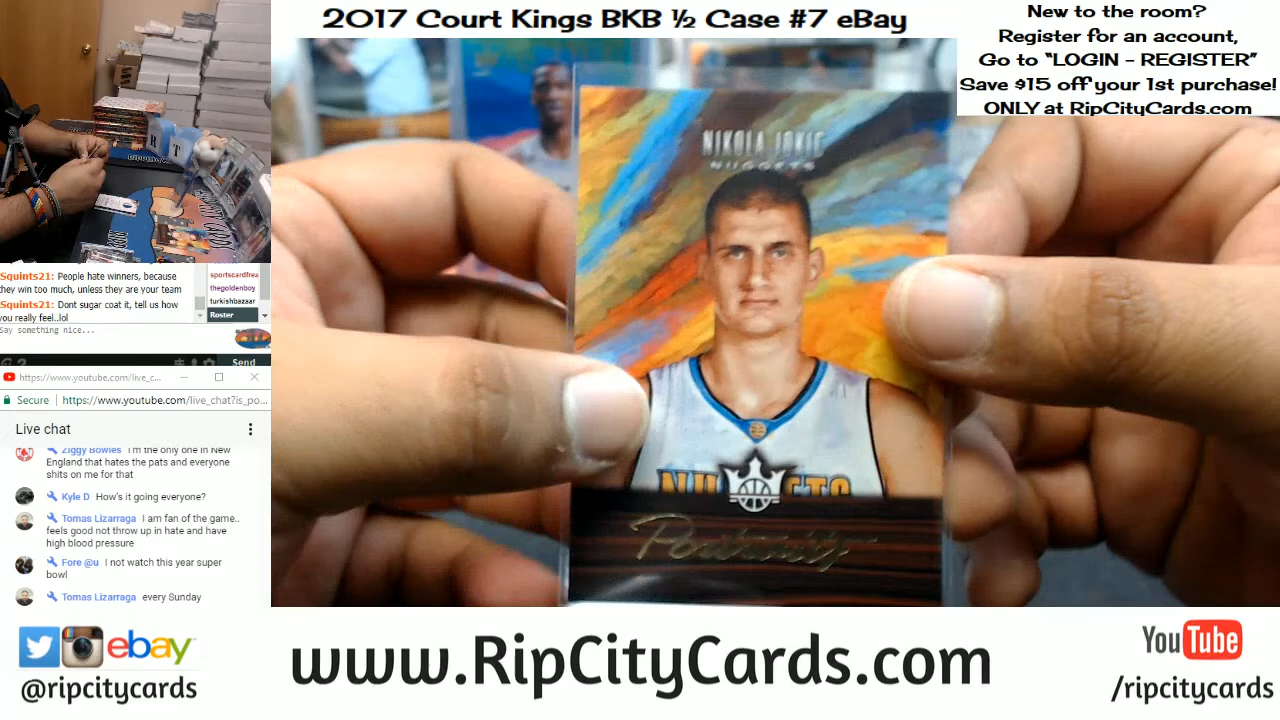 2017 Court Kings BKB ½ Case #7 eBay
New to the room?
Register for an account,
Go to “LOGIN - REGISTER”
Save $15 off your 1st purchase!
ONLY at RipCityCards.com
NIKOLA JOKIC
NUGGETS
Portraits
Squints21: People hate winners, because
they win too much, unless they are your team
Squints21: Dont sugar coat it, tell us how
you really feel..lol
Say something nice...
sportscardfrea
thegoldenboy
turkishbazaar
Roster
Send
https://www.youtube.com/live_c...
Secure https://www.youtube.com/live_chat?is_po...
Live chat
Ziggy Bowles I'm the only one in New
England that hates the pats and everyone
shits on me for that
Kyle D How's it going everyone?
Tomas Lizarraga I am fan of the game..
feels good not throw up in hate and have
high blood pressure
Fore @u I not watch this year super
bowl
Tomas Lizarraga every Sunday
ebay
@ripcitycards
www.RipCityCards.com
YouTube
/ripcitycards